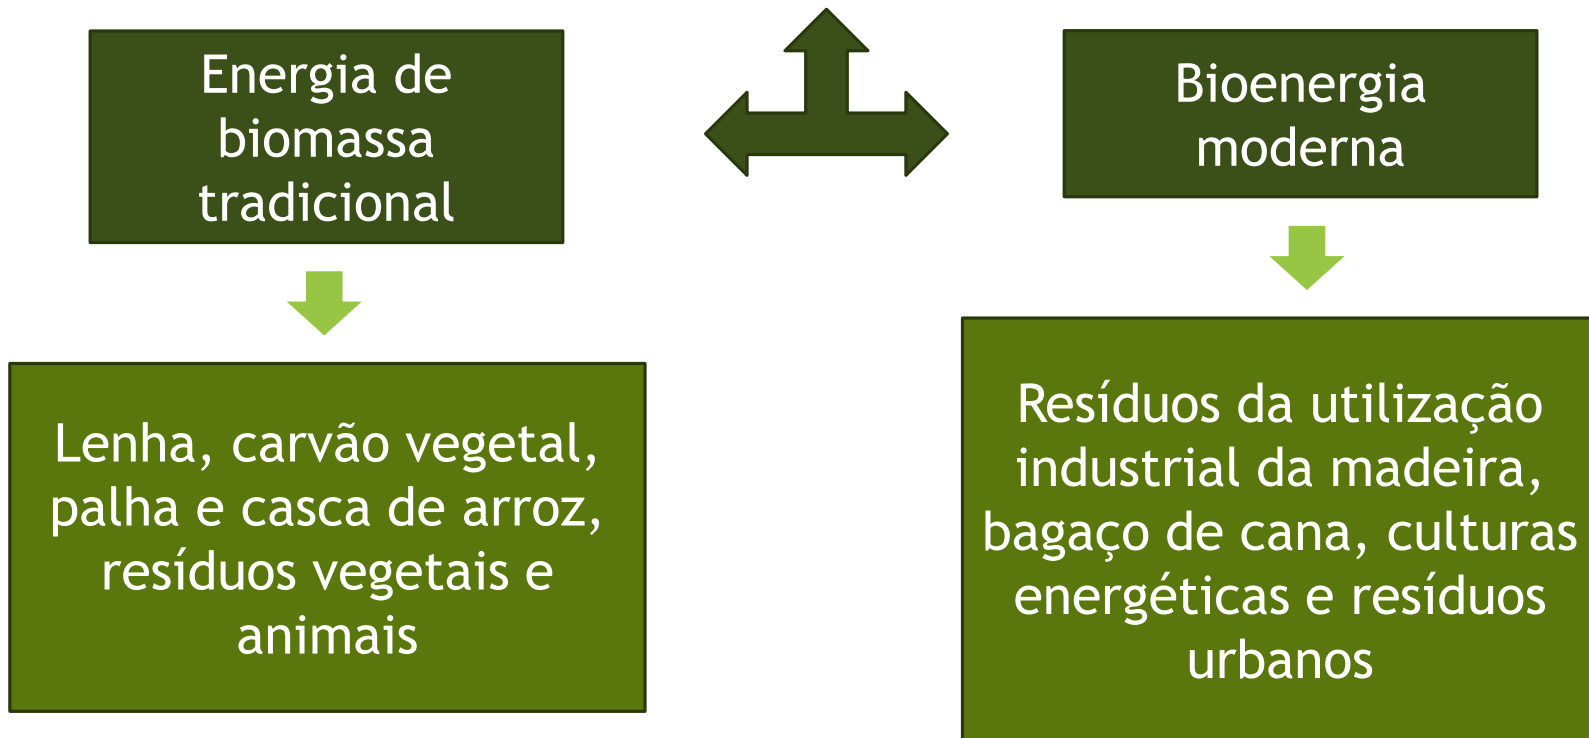 Energia de
biomassa
tradicional
Bioenergia
moderna
Lenha, carvão vegetal,
palha e casca de arroz,
resíduos vegetais e
animais
Resíduos da utilização
industrial da madeira,
bagaço de cana, culturas
energéticas e resíduos
urbanos